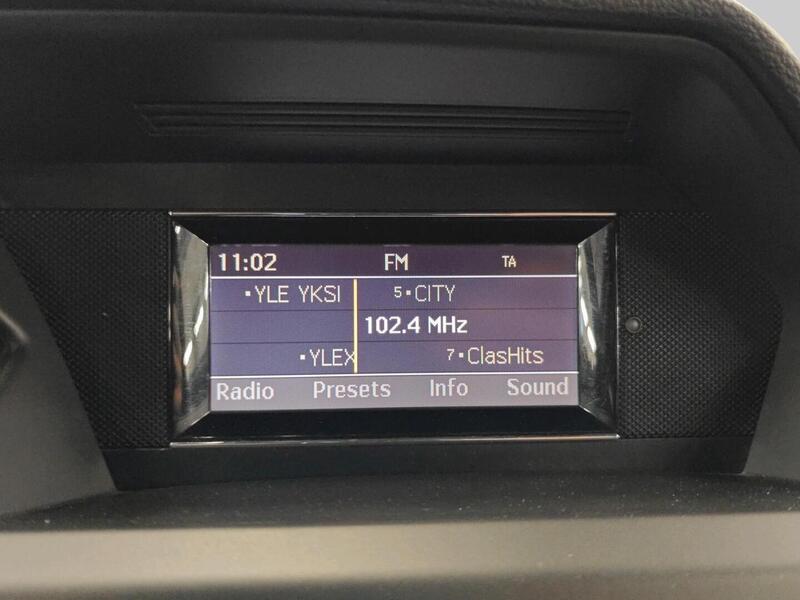 11:02 FM TA
▪YLE YKSI 5▪CITY
102.4 MHz
▪YLEX 7▪ClasHits
Radio Presets Info Sound